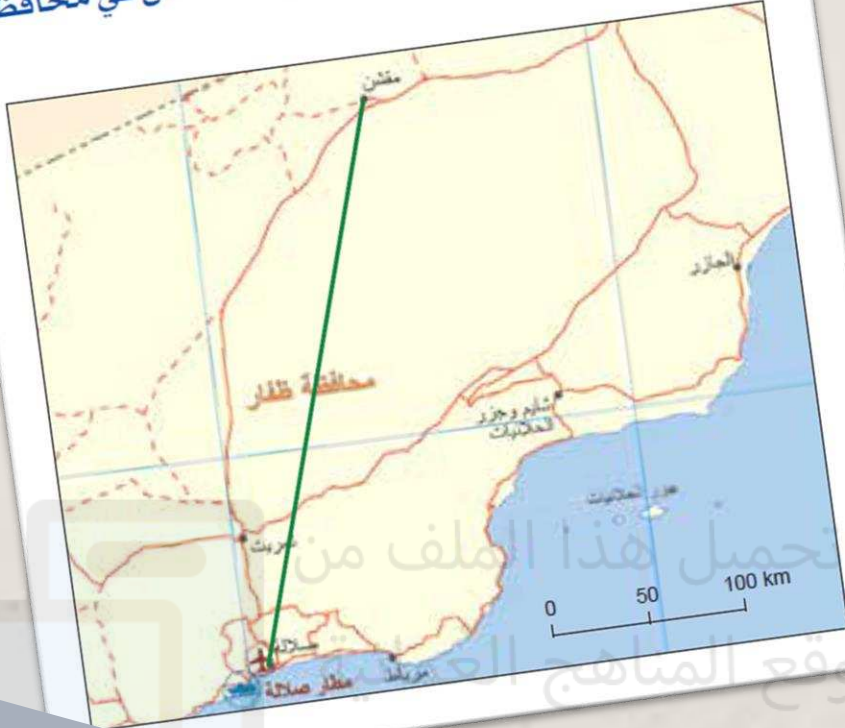 في محافظ
مقشن
الجازر
محافظة ظفار
شليم وجزر
الحلانيات
جزر الحلانيات
ثمريت
تحميل هذا الملف من
0 50 100 km
صلالة
مرباط
مطار صلالة
موقع المناهج العمانية